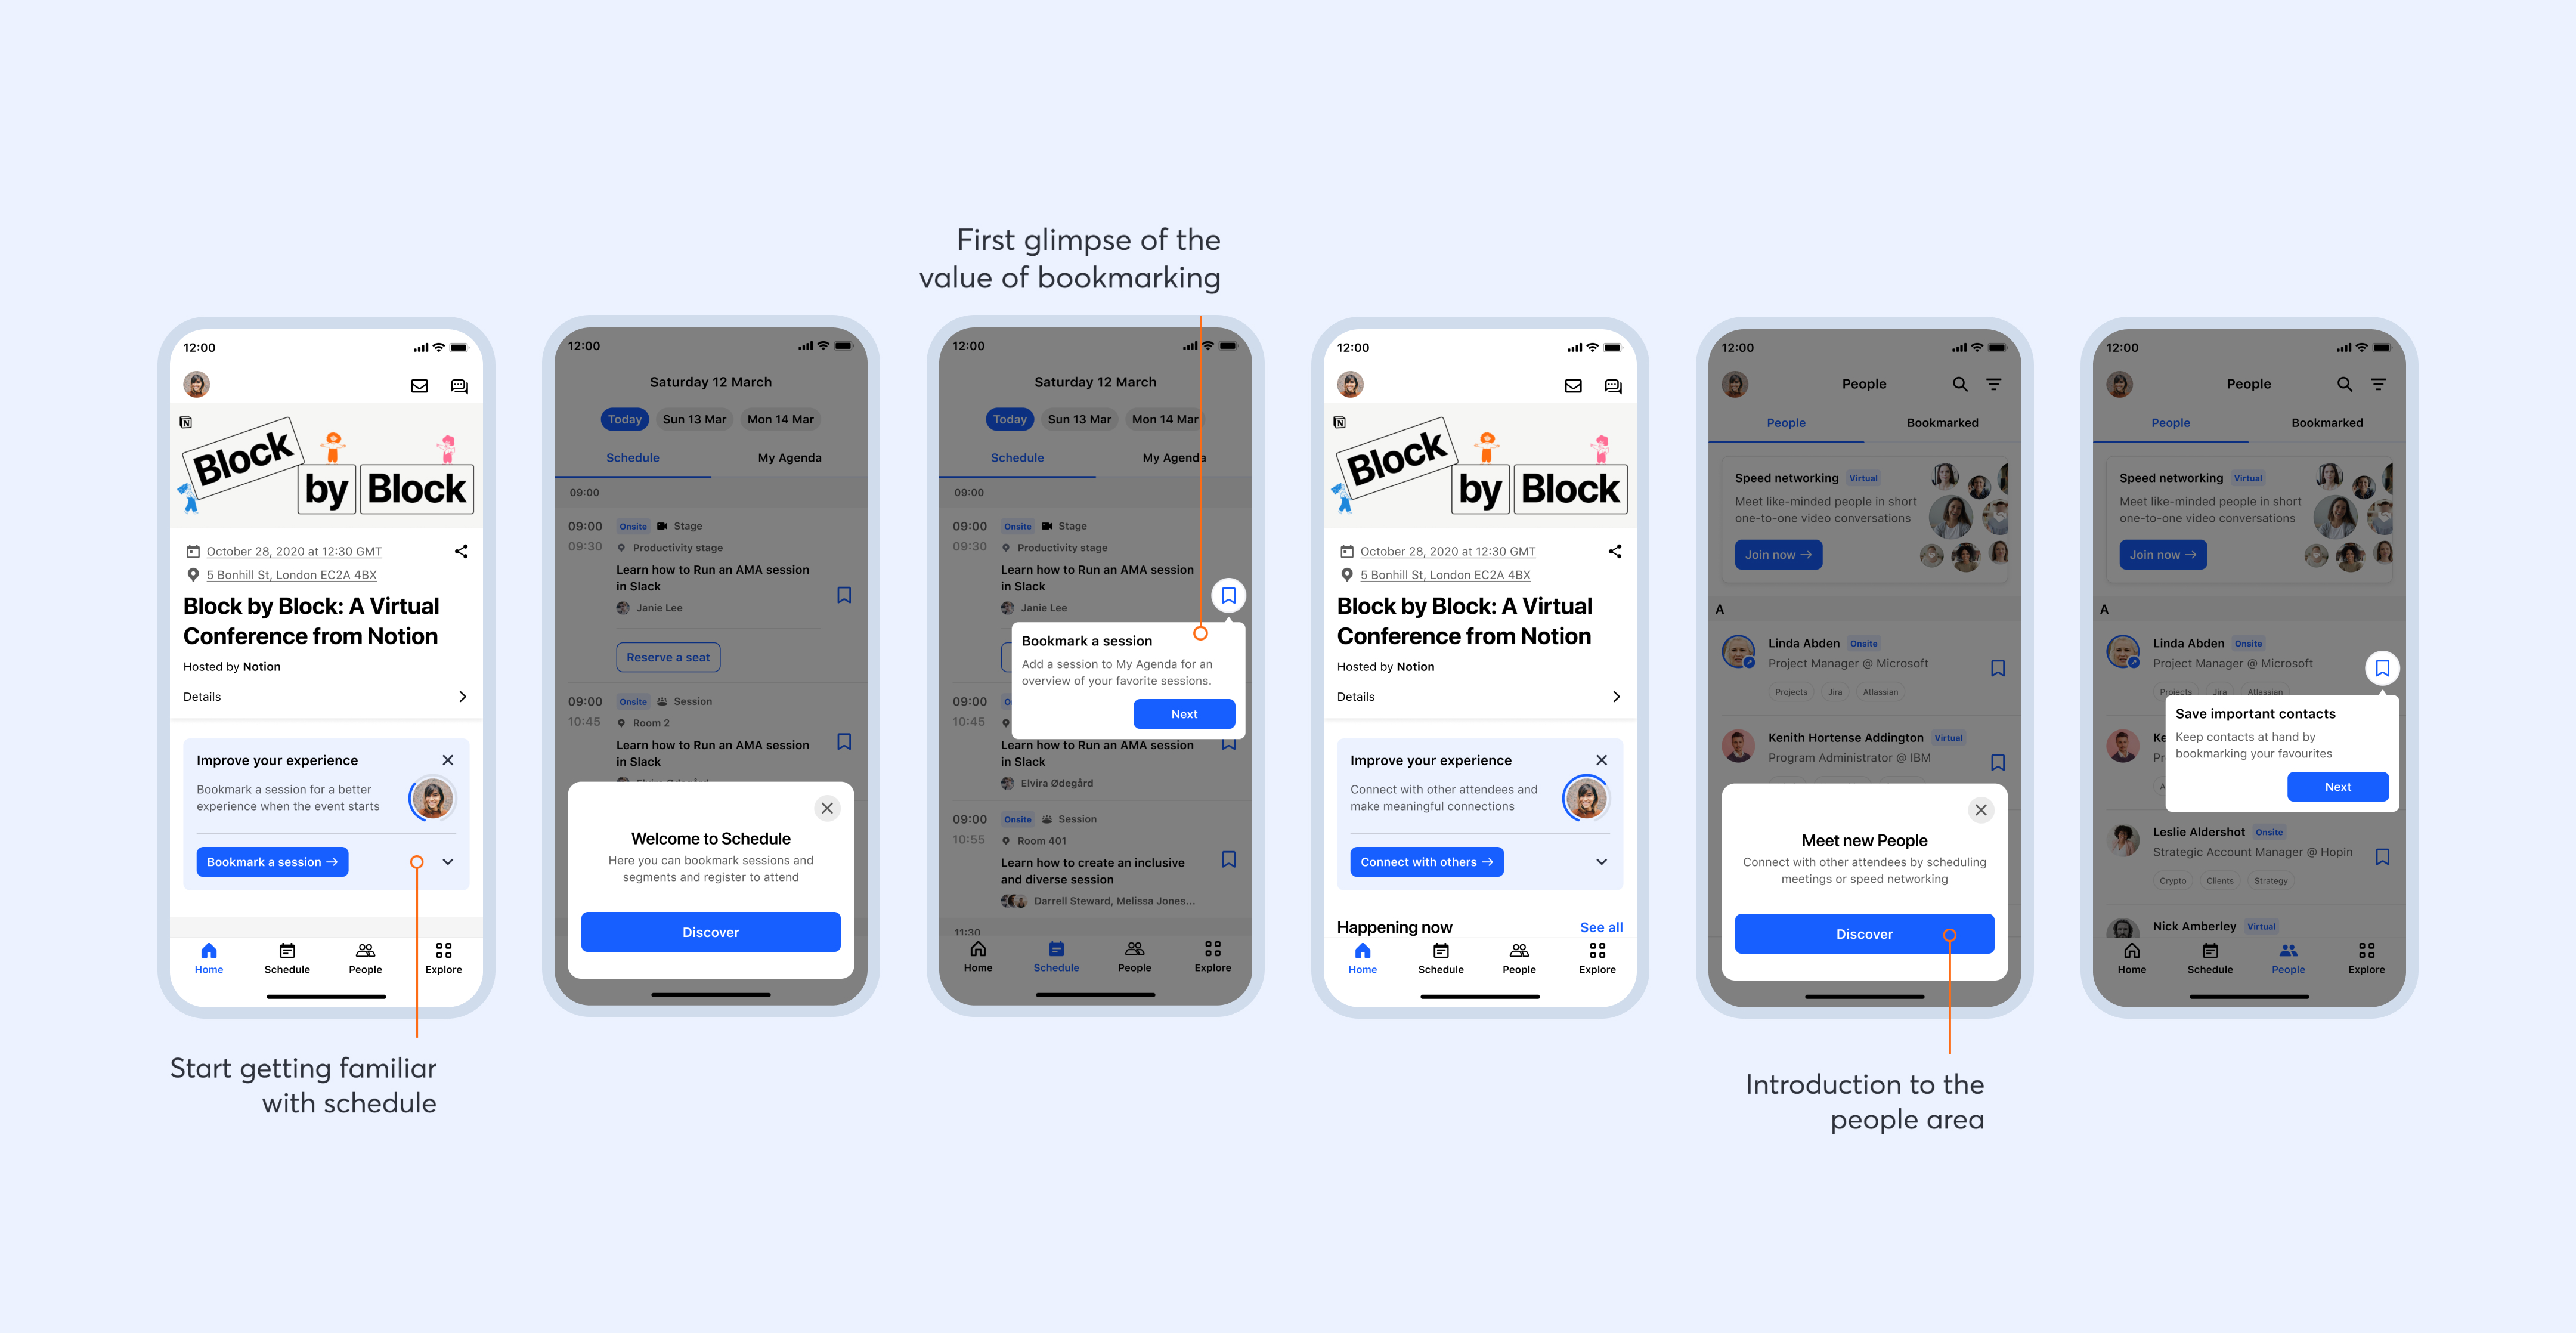 First glimpse of the
value of bookmarking
12:00
Block
by Block
October 28, 2020 at 12:30 GMT
5 Bonhill St, London EC2A 4BX
Block by Block: A Virtual
Conference from Notion
Hosted by Notion
Details
Improve your experience
Bookmark a session for a better
experience when the event starts
Bookmark a session →
Home Schedule People Explore
Start getting familiar
with schedule
12:00
Saturday 12 March
Today Sun 13 Mar Mon 14 Mar
Schedule My Agenda
09:00
09:00 Onsite Stage
09:30 Productivity stage
Learn how to Run an AMA session
in Slack
Janie Lee
Reserve a seat
09:00 Onsite Session
10:45 Room 2
Learn how to Run an AMA session
in Slack
Welcome to Schedule
Here you can bookmark sessions and
segments and register to attend
Discover
12:00
Saturday 12 March
Today Sun 13 Mar Mon 14 Mar
Schedule My Agenda
09:00
09:00 Onsite Stage
09:30 Productivity stage
Learn how to Run an AMA session
in Slack
Janie Lee
Bookmark a session
Add a session to My Agenda for an
overview of your favorite sessions.
Next
09:00
10:45
Learn how to Run an AMA session
in Slack
Elvira Ødegård
09:00 Onsite Session
10:55 Room 401
Learn how to create an inclusive
and diverse session
Darrell Steward, Melissa Jones...
11:30
Home Schedule People Explore
12:00
Block
by Block
October 28, 2020 at 12:30 GMT
5 Bonhill St, London EC2A 4BX
Block by Block: A Virtual
Conference from Notion
Hosted by Notion
Details
Improve your experience
Connect with other attendees and
make meaningful connections
Connect with others →
Happening now See all
Home Schedule People Explore
12:00
People
People Bookmarked
Speed networking Virtual
Meet like-minded people in short
one-to-one video conversations
Join now →
A
Linda Abden Onsite
Project Manager @ Microsoft
Projects Jira Atlassian
Kenith Hortense Addington Virtual
Program Administrator @ IBM
Meet new People
Connect with other attendees by scheduling
meetings or speed networking
Discover
Introduction to the
people area
12:00
People
People Bookmarked
Speed networking Virtual
Meet like-minded people in short
one-to-one video conversations
Join now →
A
Linda Abden Onsite
Project Manager @ Microsoft
Projects Jira Atlassian
Save important contacts
Keep contacts at hand by
bookmarking your favourites
Next
Leslie Aldershot Onsite
Strategic Account Manager @ Hopin
Crypto Clients Strategy
Nick Amberley Virtual
Home Schedule People Explore